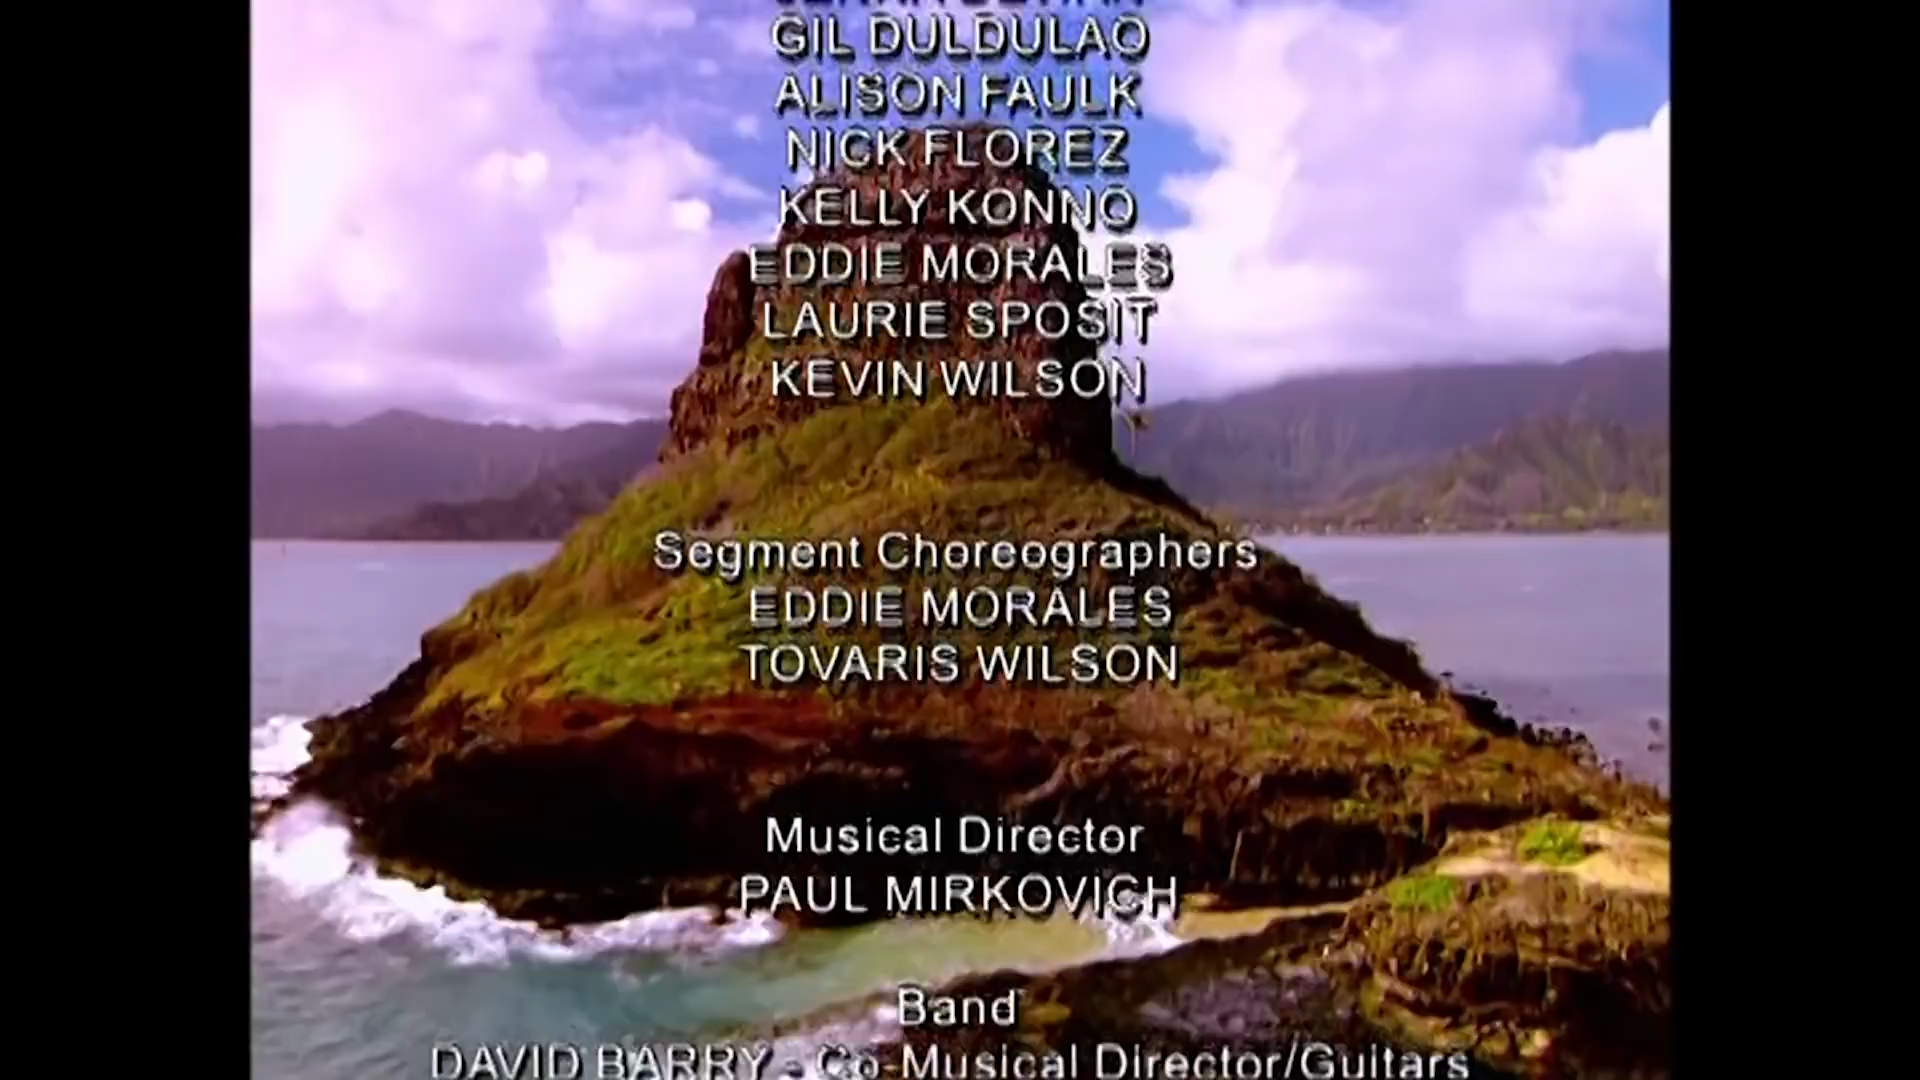 GIL DULDULAO
ALISON FAULK
NICK FLOREZ
KELLY KONNO
EDDIE MORALES
LAURIE SPOSIT
KEVIN WILSON
Segment Choreographers
EDDIE MORALES
TOVARIS WILSON
Musical Director
PAUL MIRKOVICH
Band
DAVID BARRY - Co-Musical Director/Guitars